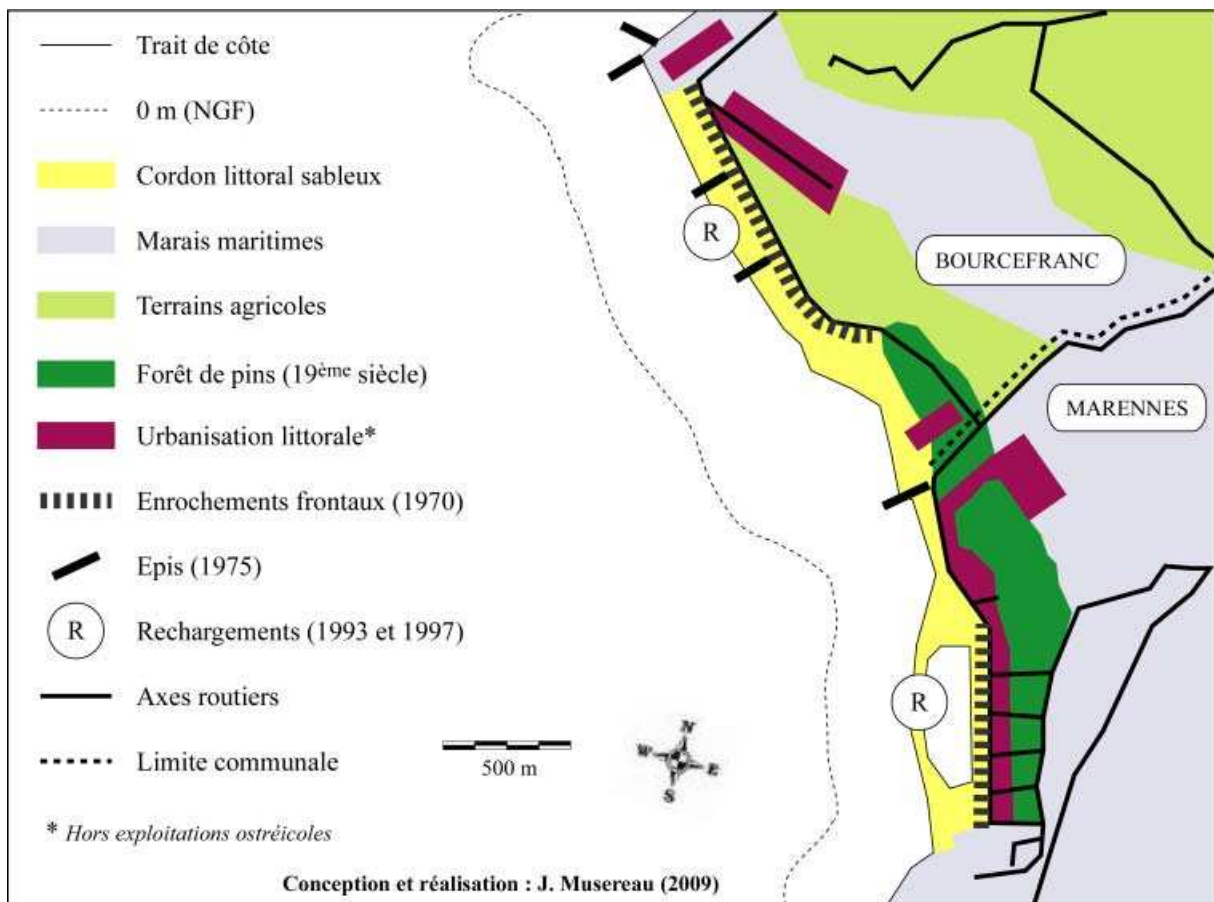 Trait de côte
0 m (NGF)
Cordon littoral sableux
Marais maritimes
Terrains agricoles
Forêt de pins (19ème siècle)
Urbanisation littorale*
Enrochements frontaux (1970)
Epis (1975)
R
Rechargements (1993 et 1997)
Axes routiers
Limite communale
* Hors exploitations ostréicoles
Conception et réalisation : J. Musereau (2009)
500 m
N
W
E
S
R
BOURCEFRANC
MARENNES
R